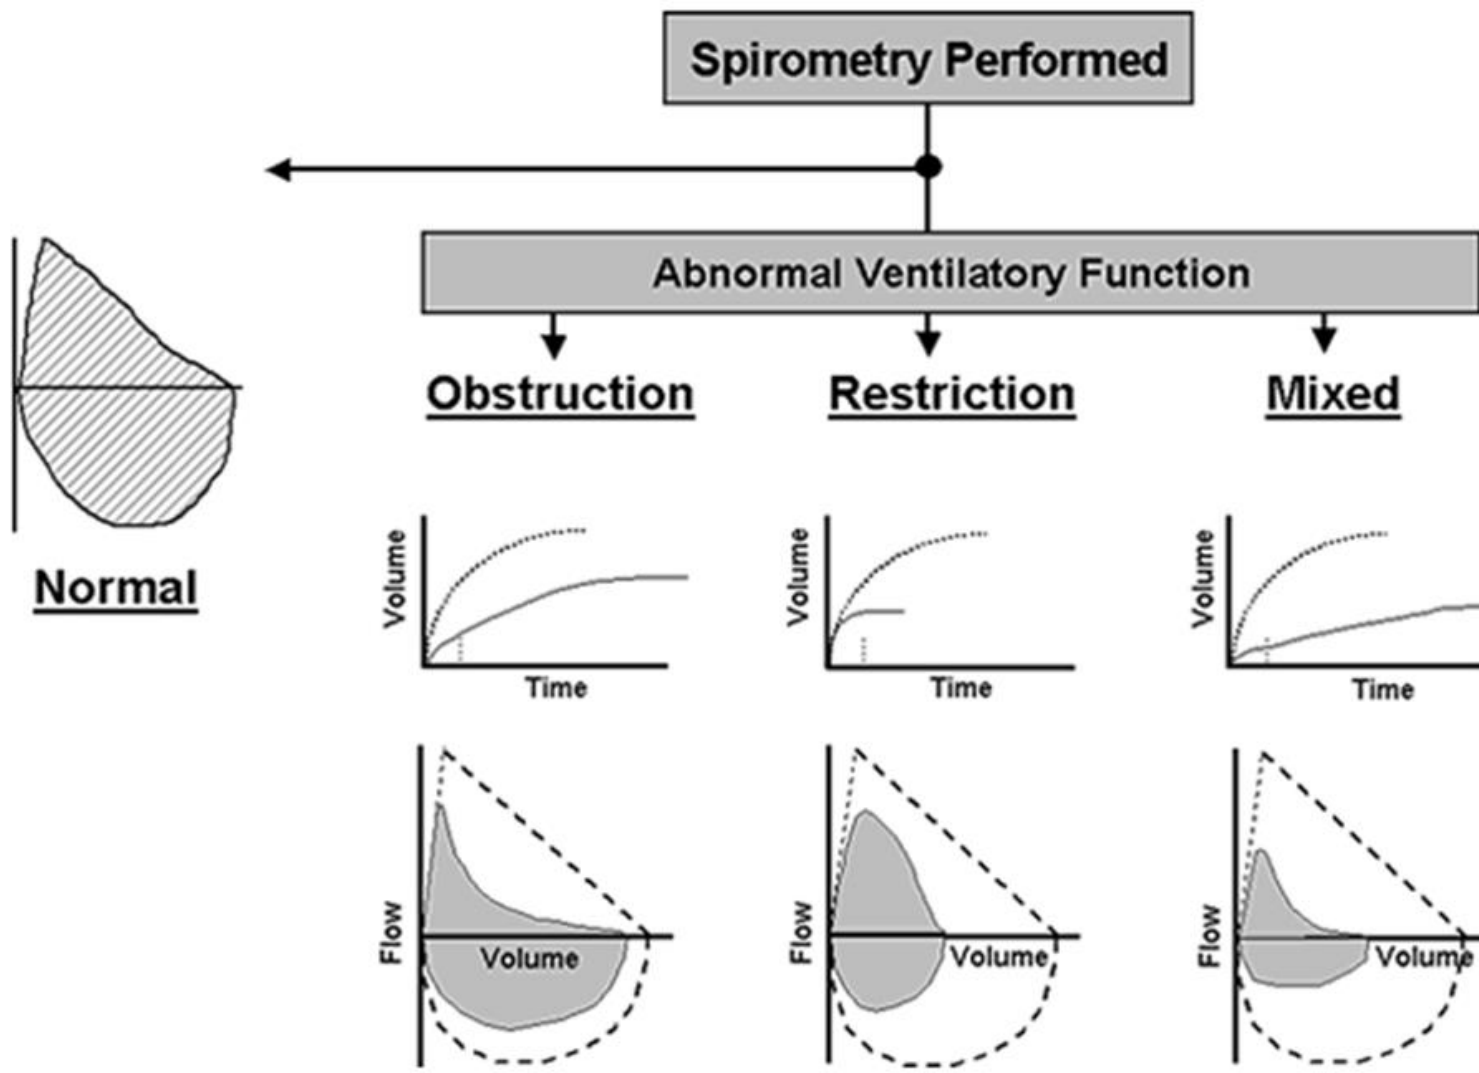 Spirometry Performed
Abnormal Ventilatory Function
Obstruction
Restriction
Mixed
Normal
Volume
Time
Volume
Time
Volume
Time
Flow
Volume
Flow
Volume
Flow
Volume